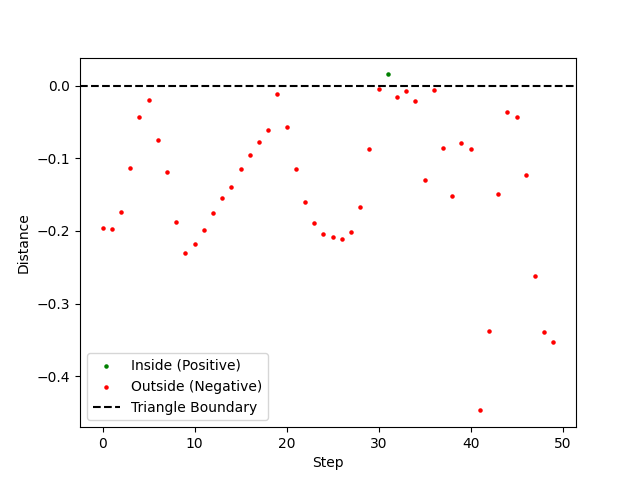 0.0
−0.1
−0.2
−0.3
−0.4
Distance
Inside (Positive)
Outside (Negative)
Triangle Boundary
0 10 20 30 40 50
Step